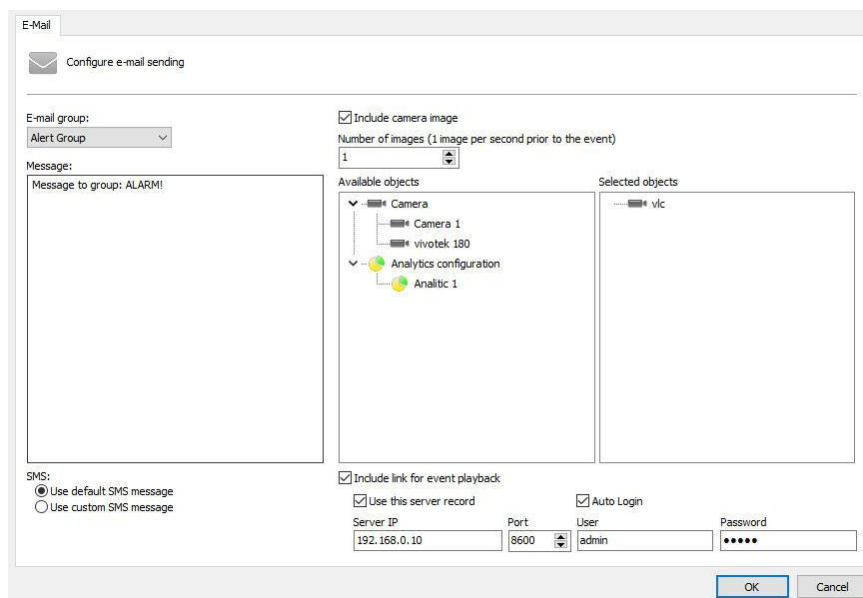 E-Mail
Configure e-mail sending
E-mail group:
Alert Group
Message:
Message to group: ALARM!
SMS:
Use default SMS message
Use custom SMS message
Include camera image
Number of images (1 image per second prior to the event)
1
Available objects
Camera
Camera 1
vivotek 180
Analytics configuration
Analitic 1
Selected objects
vlc
Include link for event playback
Use this server record
Auto Login
Server IP Port User Password
192.168.0.10 8600 admin •••••
OK Cancel